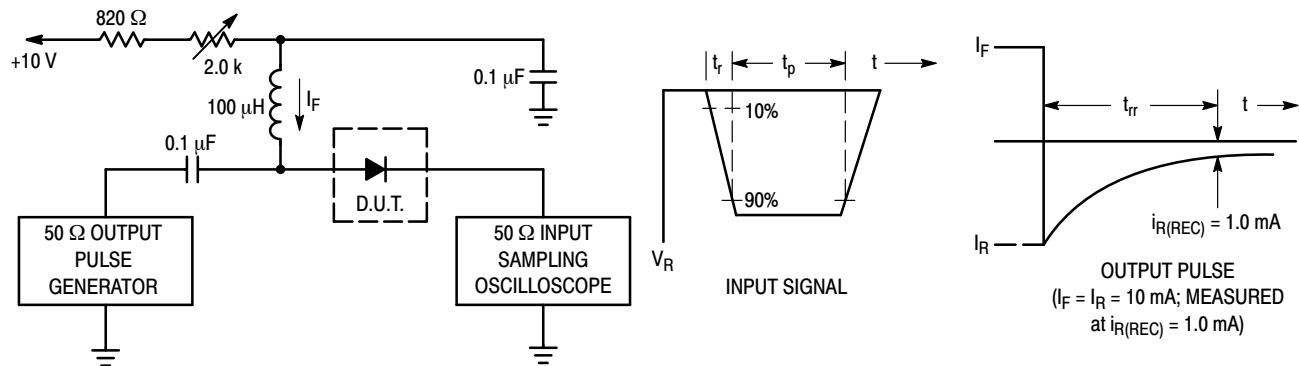 820 Ω
+10 V
2.0 k
100 μH
I_F
0.1 μF
0.1 μF
D.U.T.
50 Ω OUTPUT
PULSE
GENERATOR
50 Ω INPUT
SAMPLING
OSCILLOSCOPE
t_r
t_p
t
10%
90%
V_R
INPUT SIGNAL
I_F
t_rr
t
I_R
i_R(REC) = 1.0 mA
OUTPUT PULSE
(I_F = I_R = 10 mA; MEASURED
at i_R(REC) = 1.0 mA)